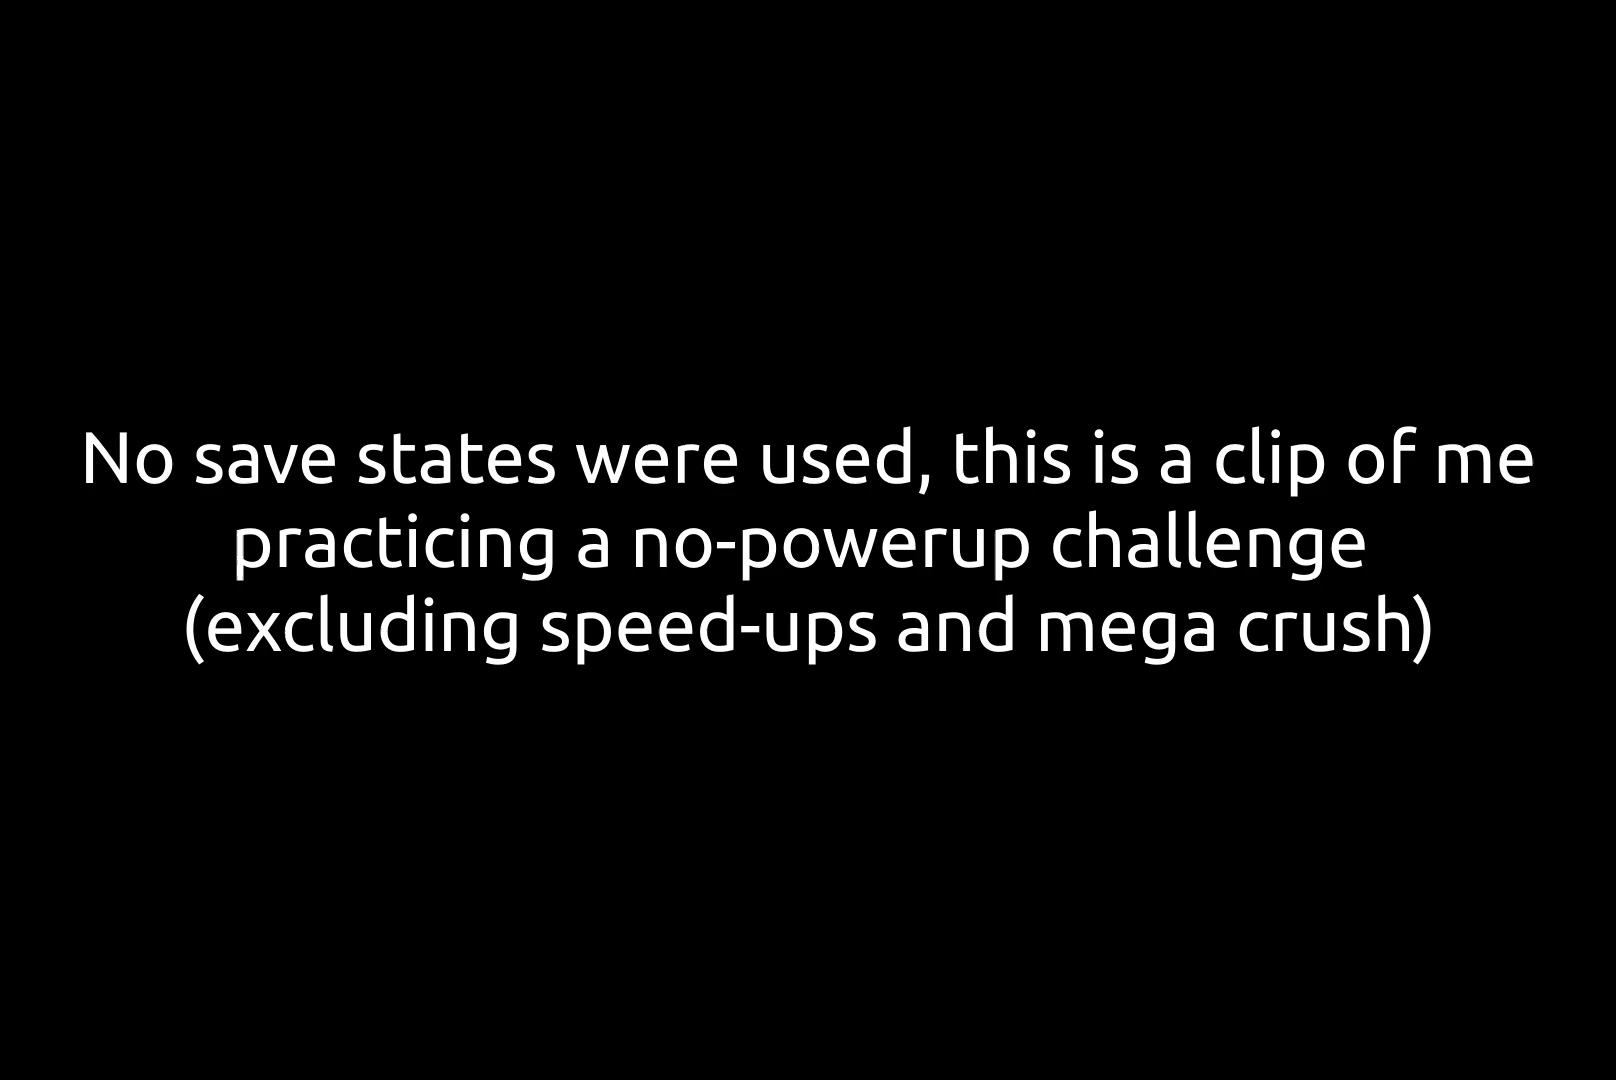 No save states were used, this is a clip of me
practicing a no-powerup challenge
(excluding speed-ups and mega crush)